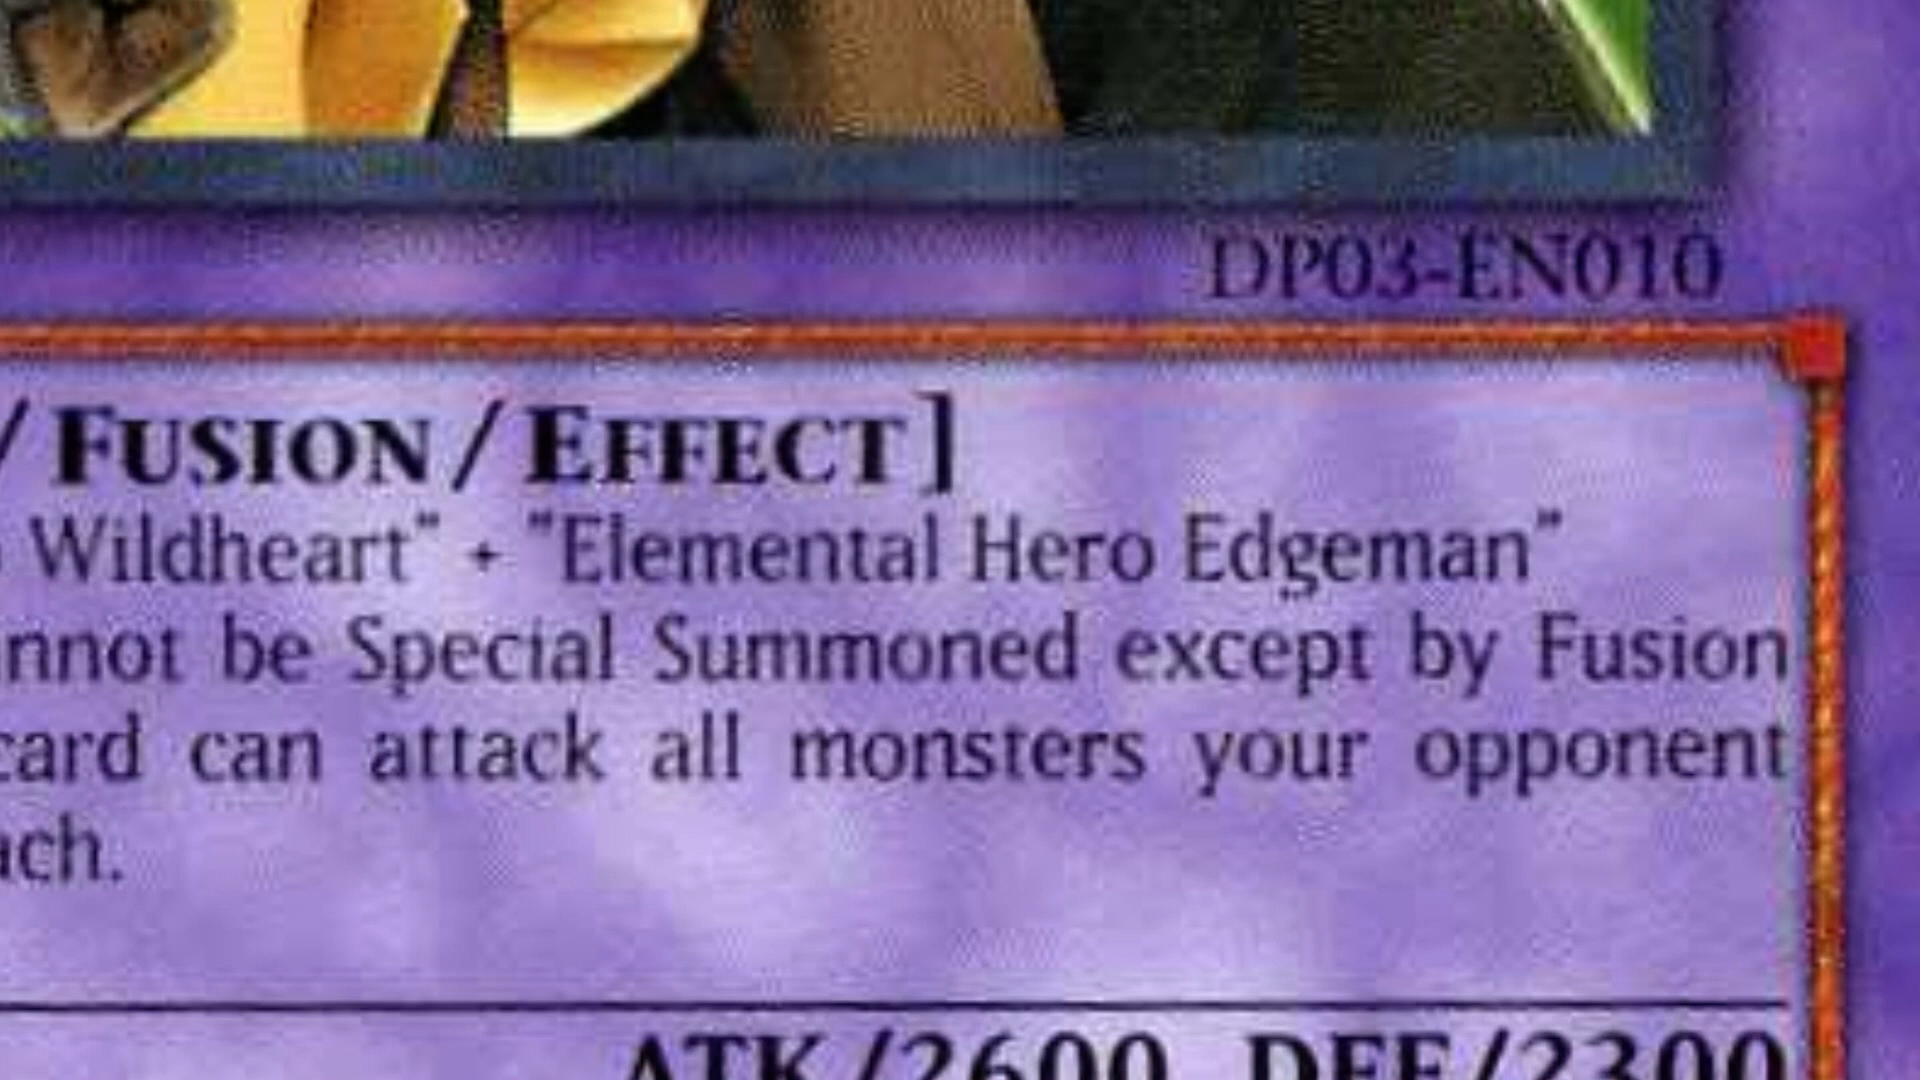 DP03-EN010
/FUSION/EFFECT]
Wildheart" + "Elemental Hero Edgeman"
nnot be Special Summoned except by Fusion
card can attack all monsters your opponent
ach.
ATK/2600 DEF/2300